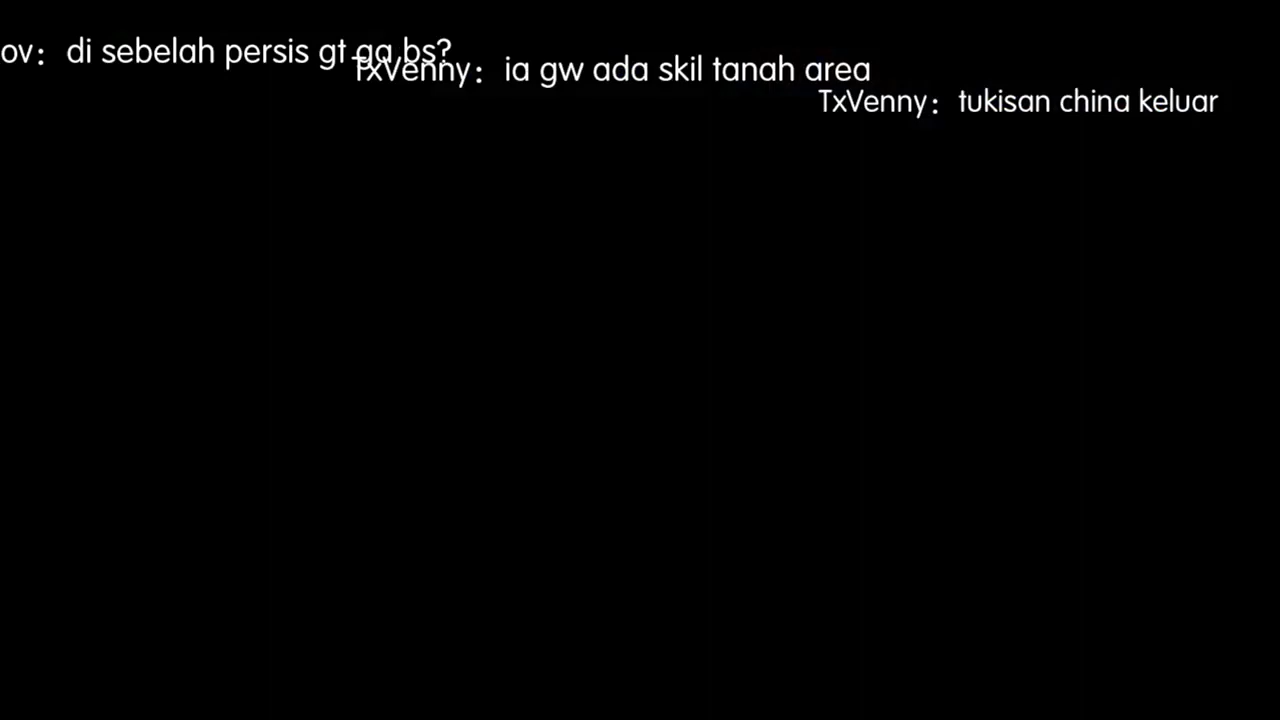 ov: di sebelah persis gt ga bs?
TxVenny: ia gw ada skil tanah area
TxVenny: tukisan china keluar